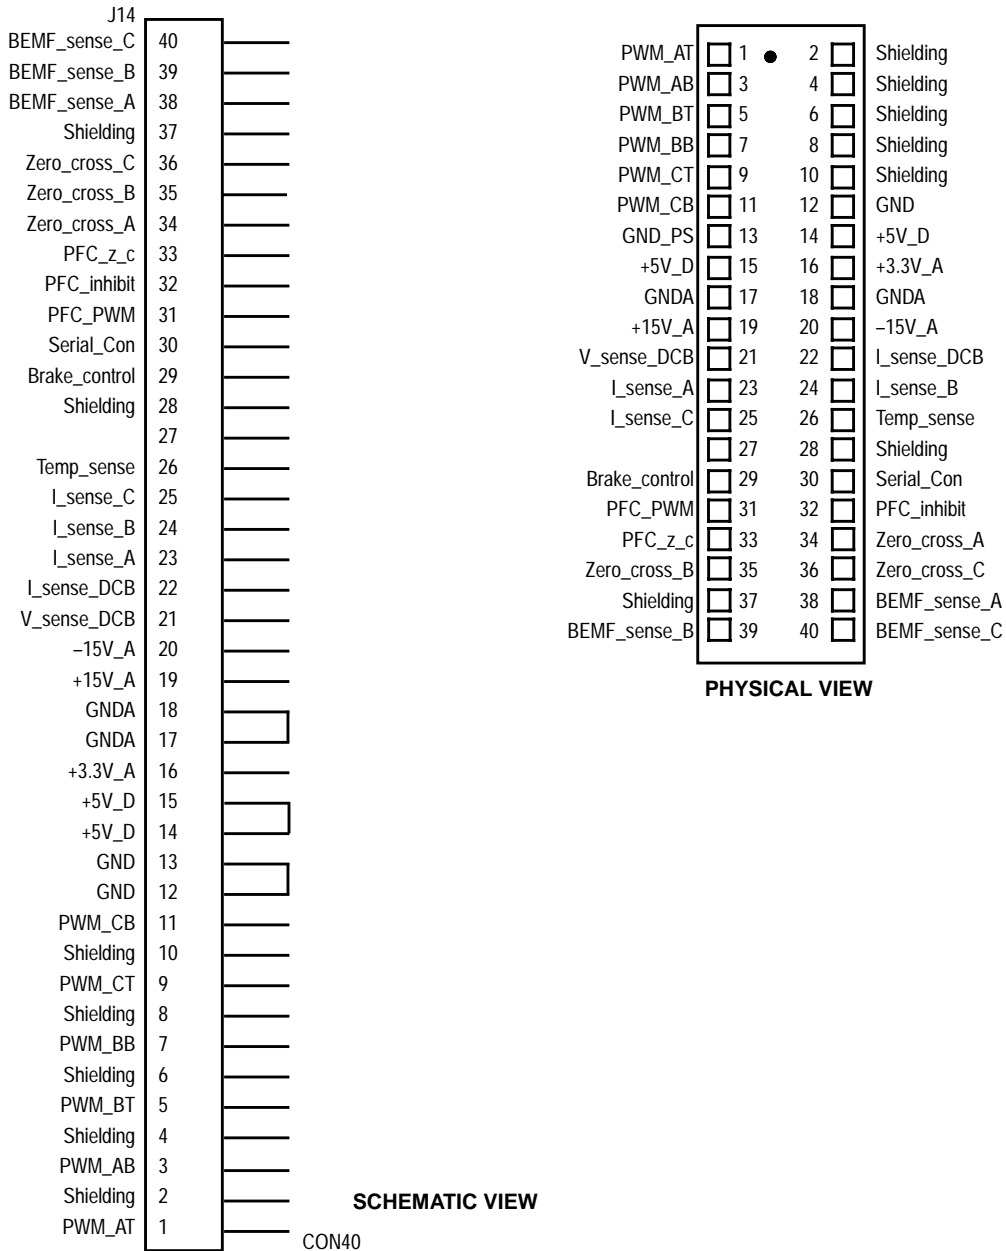 J14
BEMF_sense_C 40
BEMF_sense_B 39
BEMF_sense_A 38
Shielding 37
Zero_cross_C 36
Zero_cross_B 35
Zero_cross_A 34
PFC_z_c 33
PFC_inhibit 32
PFC_PWM 31
Serial_Con 30
Brake_control 29
Shielding 28
27
Temp_sense 26
I_sense_C 25
I_sense_B 24
I_sense_A 23
I_sense_DCB 22
V_sense_DCB 21
–15V_A 20
+15V_A 19
GNDA 18
GNDA 17
+3.3V_A 16
+5V_D 15
+5V_D 14
GND 13
GND 12
PWM_CB 11
Shielding 10
PWM_CT 9
Shielding 8
PWM_BB 7
Shielding 6
PWM_BT 5
Shielding 4
PWM_AB 3
Shielding 2
PWM_AT 1
CON40
SCHEMATIC VIEW
PWM_AT 1 2 Shielding
PWM_AB 3 4 Shielding
PWM_BT 5 6 Shielding
PWM_BB 7 8 Shielding
PWM_CT 9 10 Shielding
PWM_CB 11 12 GND
GND_PS 13 14 +5V_D
+5V_D 15 16 +3.3V_A
GNDA 17 18 GNDA
+15V_A 19 20 –15V_A
V_sense_DCB 21 22 I_sense_DCB
I_sense_A 23 24 I_sense_B
I_sense_C 25 26 Temp_sense
27 28 Shielding
Brake_control 29 30 Serial_Con
PFC_PWM 31 32 PFC_inhibit
PFC_z_c 33 34 Zero_cross_A
Zero_cross_B 35 36 Zero_cross_C
Shielding 37 38 BEMF_sense_A
BEMF_sense_B 39 40 BEMF_sense_C
PHYSICAL VIEW